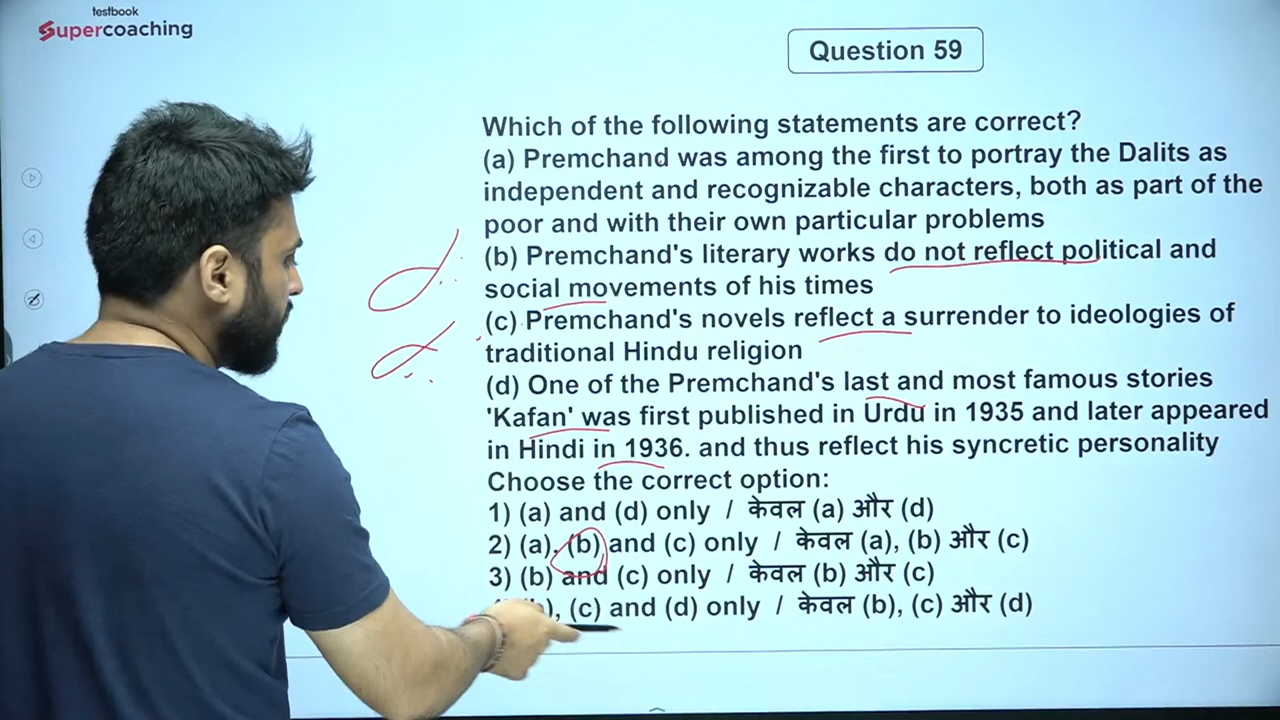 testbook
Supercoaching
Question 59
Which of the following statements are correct?
(a) Premchand was among the first to portray the Dalits as
independent and recognizable characters, both as part of the
poor and with their own particular problems
(b) Premchand's literary works do not reflect political and
social movements of his times
(c) Premchand's novels reflect a surrender to ideologies of
traditional Hindu religion
(d) One of the Premchand's last and most famous stories
'Kafan' was first published in Urdu in 1935 and later appeared
in Hindi in 1936. and thus reflect his syncretic personality
Choose the correct option:
1) (a) and (d) only / केवल (a) और (d)
2) (a), (b) and (c) only / केवल (a), (b) और (c)
3) (b) and (c) only / केवल (b) और (c)
(c) and (d) only / केवल (b), (c) और (d)